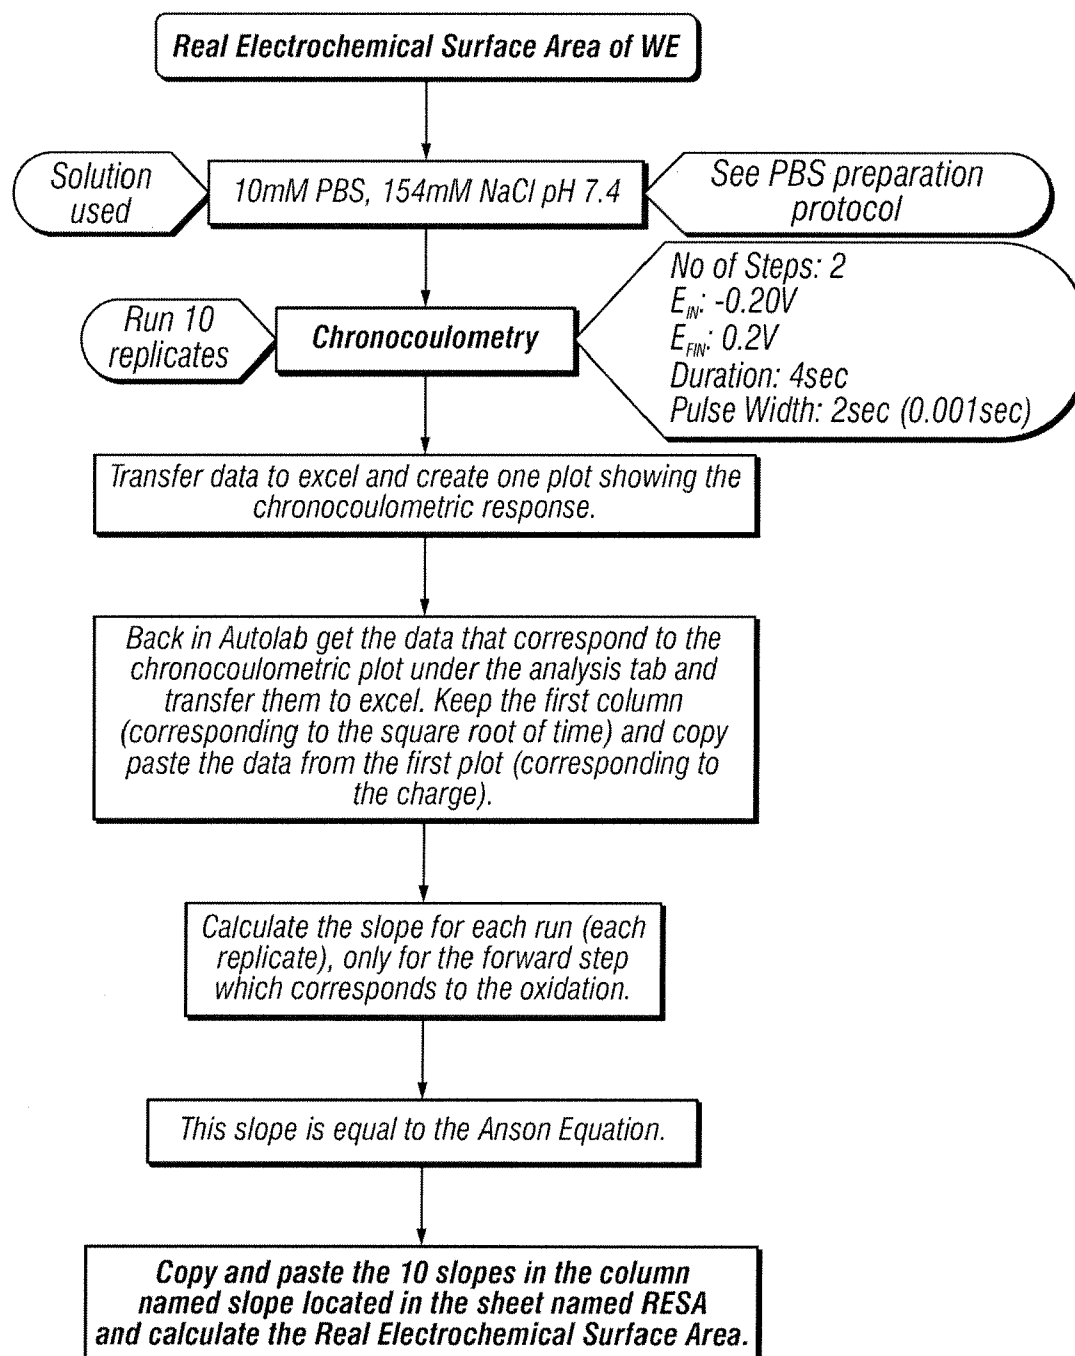 Real Electrochemical Surface Area of WE
Solution
used
10mM PBS, 154mM NaCl pH 7.4
See PBS preparation
protocol
Run 10
replicates
Chronocoulometry
No of Steps: 2
EIN: -0.20V
EFIN: 0.2V
Duration: 4sec
Pulse Width: 2sec (0.001sec)
Transfer data to excel and create one plot showing the
chronocoulometric response.
Back in Autolab get the data that correspond to the
chronocoulometric plot under the analysis tab and
transfer them to excel. Keep the first column
(corresponding to the square root of time) and copy
paste the data from the first plot (corresponding to
the charge).
Calculate the slope for each run (each
replicate), only for the forward step
which corresponds to the oxidation.
This slope is equal to the Anson Equation.
Copy and paste the 10 slopes in the column
named slope located in the sheet named RESA
and calculate the Real Electrochemical Surface Area.